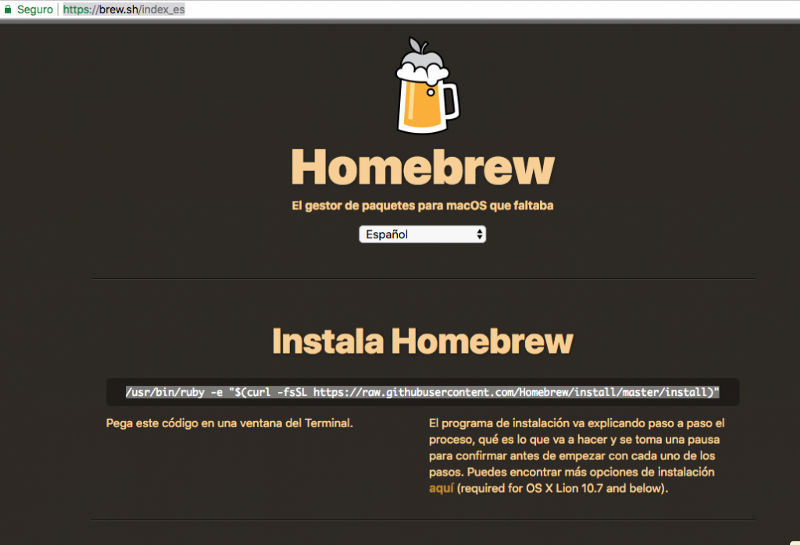 Seguro
https://brew.sh/index_es
Homebrew
El gestor de paquetes para macOS que faltaba
Español
Instala Homebrew
/usr/bin/ruby -e "$(curl -fsSL https://raw.githubusercontent.com/Homebrew/install/master/install)"
Pega este código en una ventana del Terminal.
El programa de instalación va explicando paso a paso el
proceso, qué es lo que va a hacer y se toma una pausa
para confirmar antes de empezar con cada uno de los
pasos. Puedes encontrar más opciones de instalación
aquí (required for OS X Lion 10.7 and below).